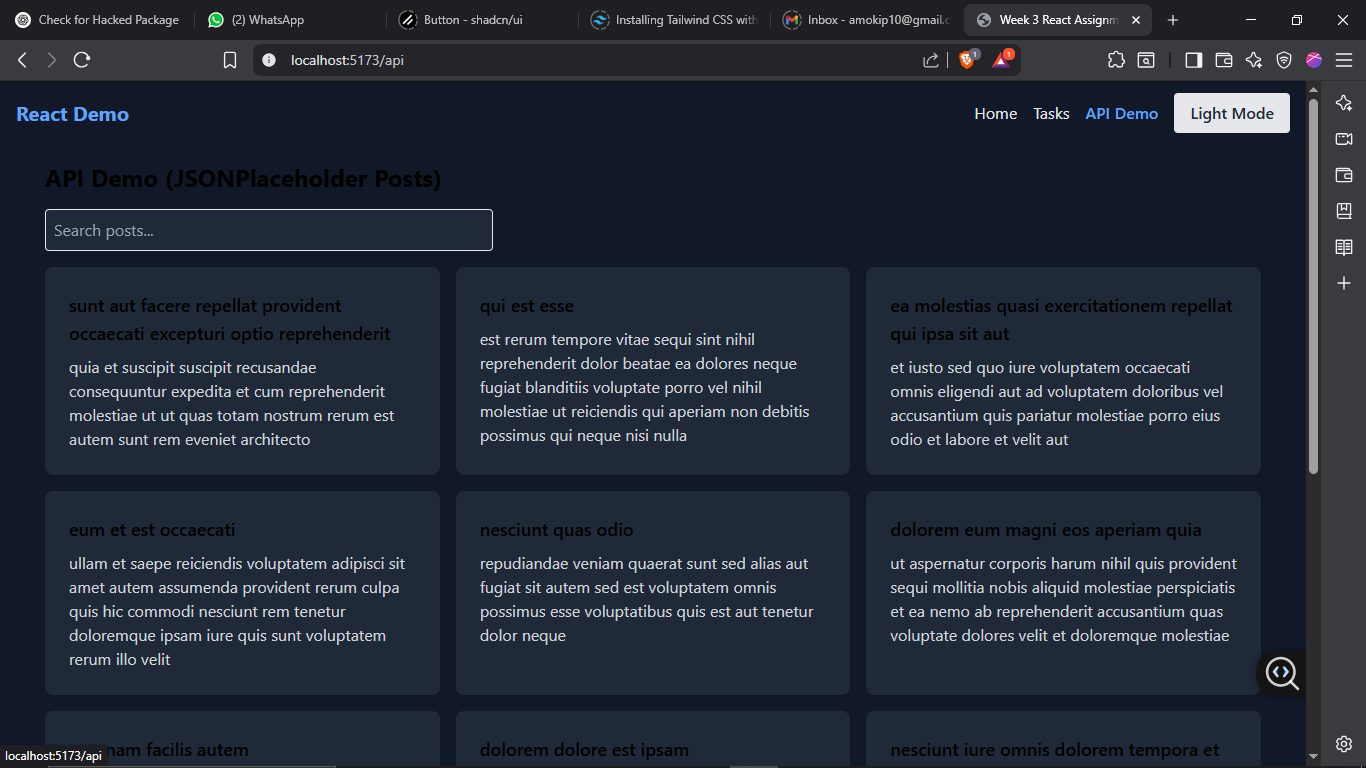 Check for Hacked Package
(2) WhatsApp
Button - shadcn/ui
Installing Tailwind CSS with
Inbox - amokip10@gmail.c
Week 3 React Assignm
localhost:5173/api
1
1
React Demo
Home
Tasks
API Demo
Light Mode
API Demo (JSONPlaceholder Posts)
Search posts...
sunt aut facere repellat provident
occaecati excepturi optio reprehenderit
quia et suscipit suscipit recusandae
consequuntur expedita et cum reprehenderit
molestiae ut ut quas totam nostrum rerum est
autem sunt rem eveniet architecto
qui est esse
est rerum tempore vitae sequi sint nihil
reprehenderit dolor beatae ea dolores neque
fugiat blanditiis voluptate porro vel nihil
molestiae ut reiciendis qui aperiam non debitis
possimus qui neque nisi nulla
ea molestias quasi exercitationem repellat
qui ipsa sit aut
et iusto sed quo iure voluptatem occaecati
omnis eligendi aut ad voluptatem doloribus vel
accusantium quis pariatur molestiae porro eius
odio et labore et velit aut
eum et est occaecati
ullam et saepe reiciendis voluptatem adipisci sit
amet autem assumenda provident rerum culpa
quis hic commodi nesciunt rem tenetur
doloremque ipsam iure quis sunt voluptatem
rerum illo velit
nesciunt quas odio
repudiandae veniam quaerat sunt sed alias aut
fugiat sit autem sed est voluptatem omnis
possimus esse voluptatibus quis est aut tenetur
dolor neque
dolorem eum magni eos aperiam quia
ut aspernatur corporis harum nihil quis provident
sequi mollitia nobis aliquid molestiae perspiciatis
et ea nemo ab reprehenderit accusantium quas
voluptate dolores velit et doloremque molestiae
nam facilis autem
dolorem dolore est ipsam
nesciunt iure omnis dolorem tempora et
localhost:5173/api